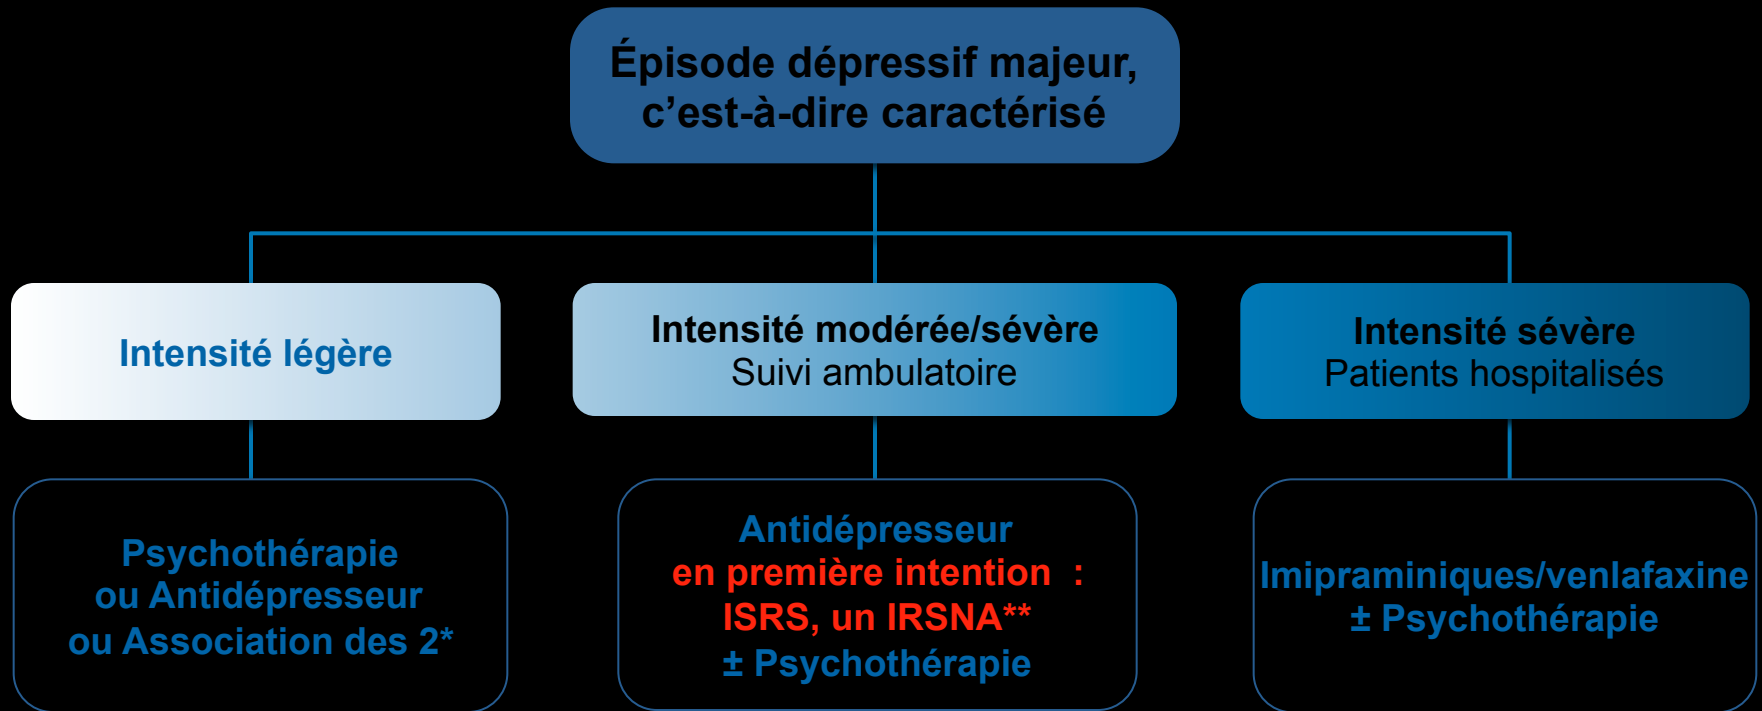 Épisode dépressif majeur,
c’est-à-dire caractérisé
Intensité légère
Intensité modérée/sévère
Suivi ambulatoire
Intensité sévère
Patients hospitalisés
Psychothérapie
ou Antidépresseur
ou Association des 2*
Antidépresseur
en première intention :
ISRS, un IRSNA**
± Psychothérapie
Imipraminiques/venlafaxine
± Psychothérapie